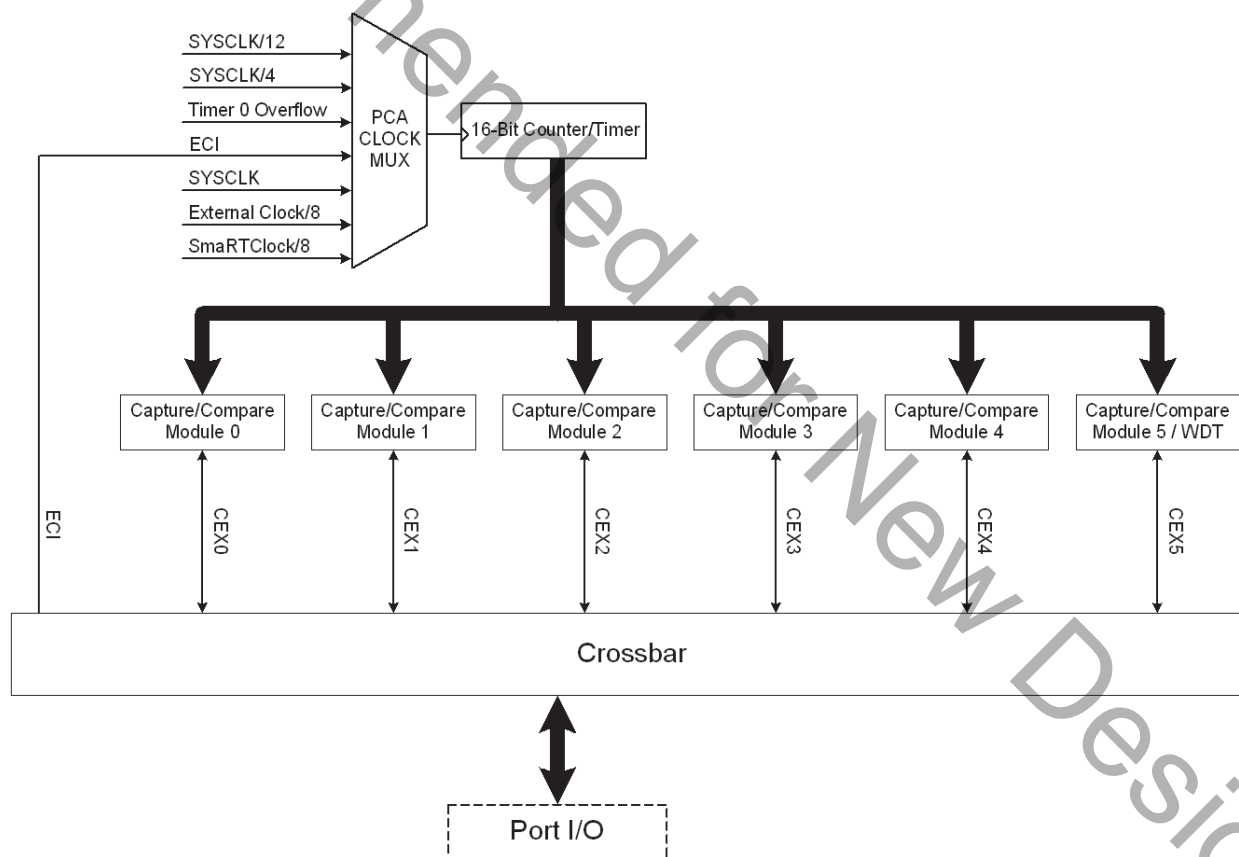 SYSCLK/12
SYSCLK/4
Timer 0 Overflow
ECI
SYSCLK
External Clock/8
SmaRTClock/8
PCA
CLOCK
MUX
16-Bit Counter/Timer
Capture/Compare
Module 0
Capture/Compare
Module 1
Capture/Compare
Module 2
Capture/Compare
Module 3
Capture/Compare
Module 4
Capture/Compare
Module 5 / WDT
ECI
CEX0
CEX1
CEX2
CEX3
CEX4
CEX5
Crossbar
Port I/O
mended for New Desig